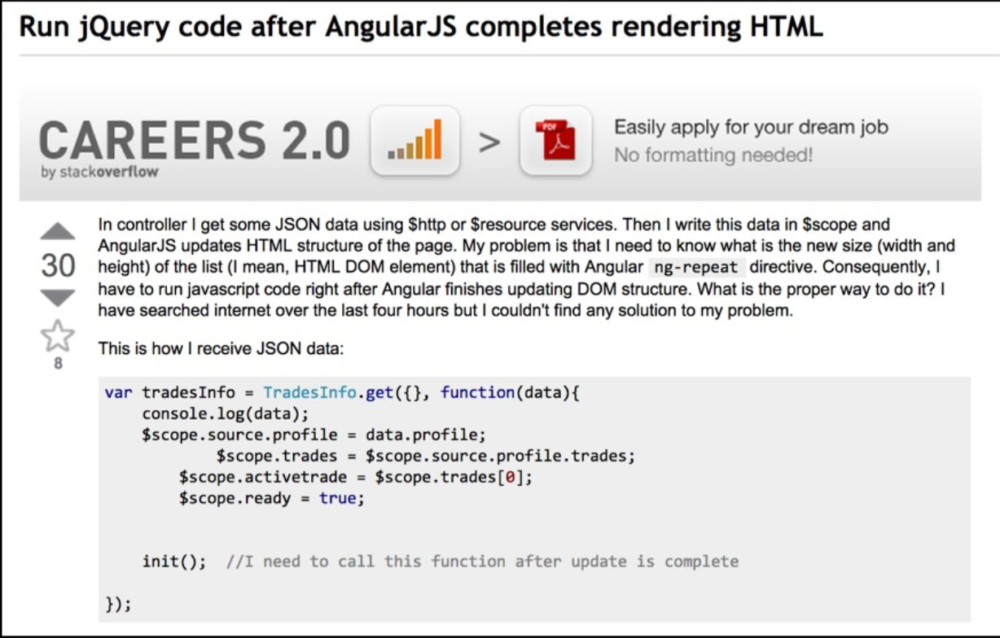 Run jQuery code after AngularJS completes rendering HTML
CAREERS 2.0
by stackoverflow
>
PDF
Easily apply for your dream job
No formatting needed!
30
8
In controller I get some JSON data using $http or $resource services. Then I write this data in $scope and
AngularJS updates HTML structure of the page. My problem is that I need to know what is the new size (width and
height) of the list (I mean, HTML DOM element) that is filled with Angular ng-repeat directive. Consequently, I
have to run javascript code right after Angular finishes updating DOM structure. What is the proper way to do it? I
have searched internet over the last four hours but I couldn't find any solution to my problem.
This is how I receive JSON data:
var tradesInfo = TradesInfo.get({}, function(data){
    console.log(data);
    $scope.source.profile = data.profile;
            $scope.trades = $scope.source.profile.trades;
        $scope.activetrade = $scope.trades[0];
        $scope.ready = true;
    init();  //I need to call this function after update is complete
});